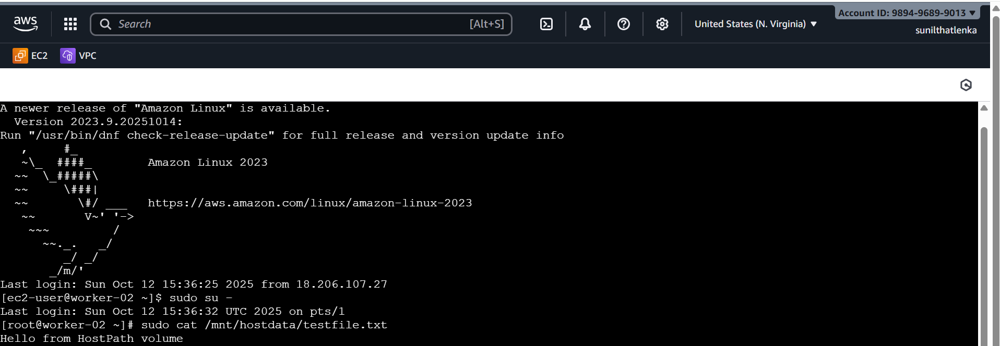 aws
Search [Alt+S]
United States (N. Virginia) ▼
Account ID: 9894-9689-9013 ▼
sunilthatlenka
EC2 VPC
A newer release of "Amazon Linux" is available.
  Version 2023.9.20251014:
Run "/usr/bin/dnf check-release-update" for full release and version update info
   ,     #_
   ~\_  ####_        Amazon Linux 2023
  ~~  \_#####\
  ~~     \###|
  ~~       \#/ ___   https://aws.amazon.com/linux/amazon-linux-2023
   ~~       V~' '->
    ~~~         /
      ~~._.   _/
         _/ _/
       _/m/'
Last login: Sun Oct 12 15:36:25 2025 from 18.206.107.27
[ec2-user@worker-02 ~]$ sudo su -
Last login: Sun Oct 12 15:36:32 UTC 2025 on pts/1
[root@worker-02 ~]# sudo cat /mnt/hostdata/testfile.txt
Hello from HostPath volume